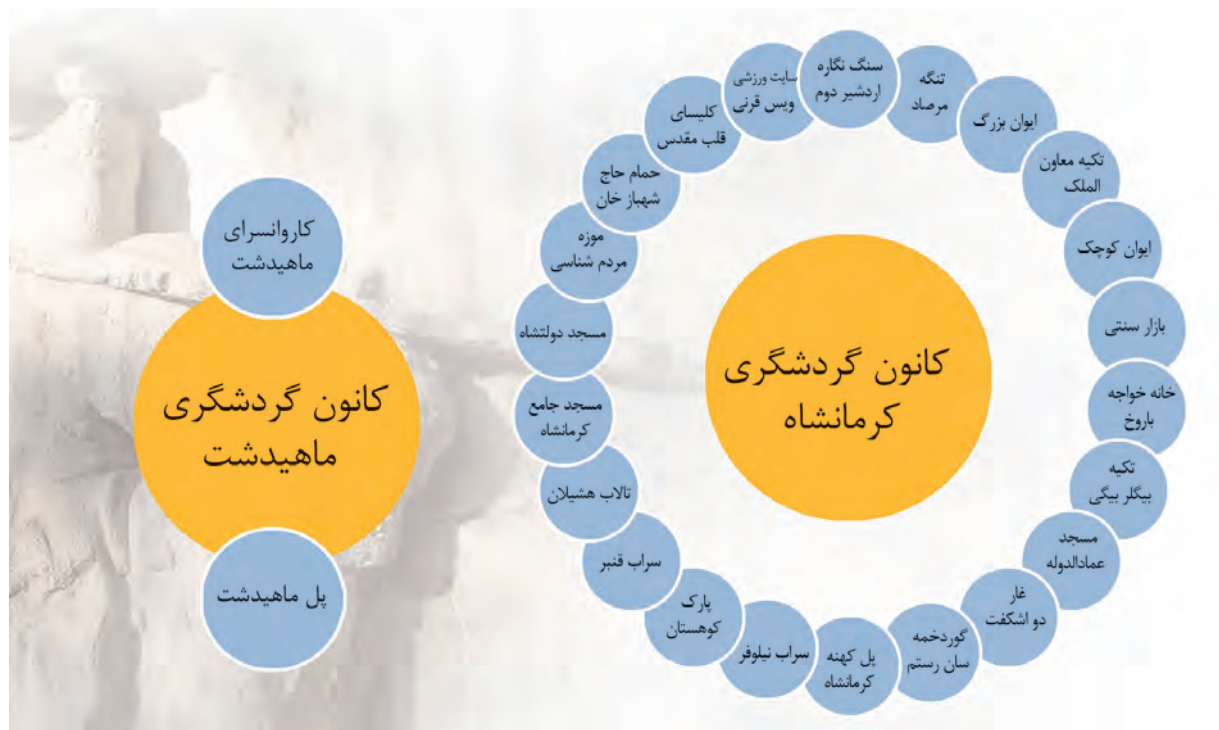 سنگ نگاره
اردشیر دوم
تنگه
مرصاد
ایوان بزرگ
تکیه معاون
الملک
ایوان کوچک
بازار سنتی
خانه خواجه
باروخ
تکیه
بیگلر بیگی
مسجد
عمادالدوله
غار
دو اشکفت
گوردخمه
سان رستم
پل کهنه
کرمانشاه
سراب نیلوفر
پارک
کوهستان
سراب قنبر
تالاب هشیلان
مسجد جامع
کرمانشاه
مسجد دولتشاه
موزه
مردم شناسی
حمام حاج
شهباز خان
کلیسای
قلب مقدس
سایت ورزشی
ویس قرنی
کانون گردشگری
کرمانشاه
کاروانسرای
ماهیدشت
کانون گردشگری
ماهیدشت
پل ماهیدشت